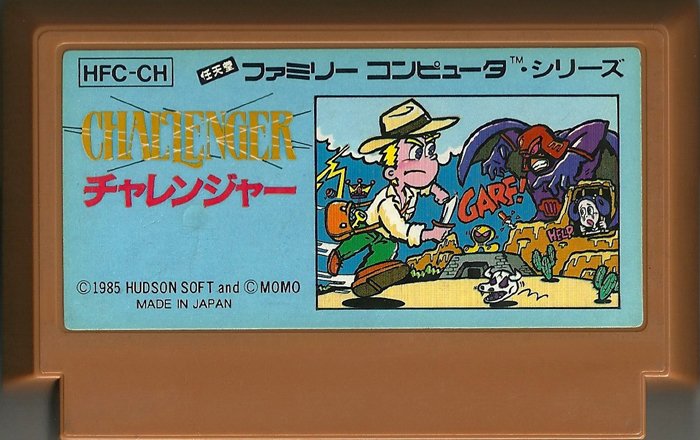 HFC-CH
任天堂 ファミリー コンピュータ™・シリーズ
CHALLENGER
チャレンジャー
GARF!
HELP
©1985 HUDSON SOFT and ©MOMO
MADE IN JAPAN